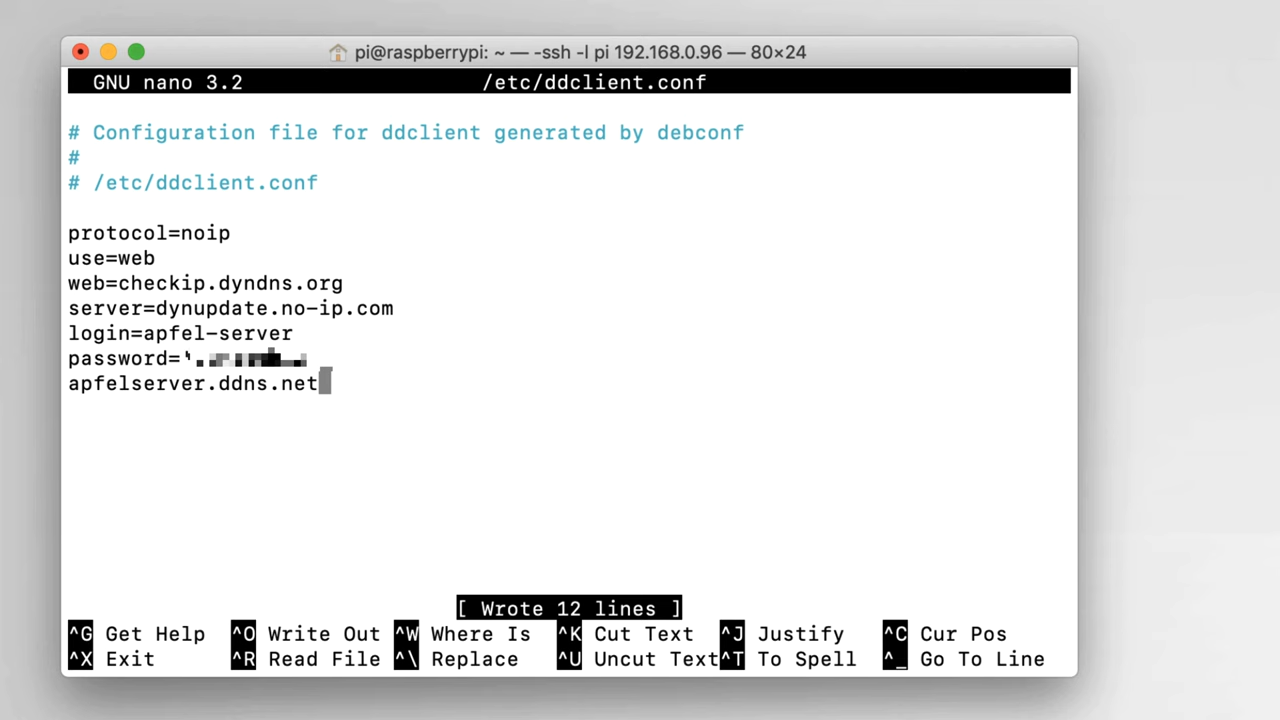 pi@raspberrypi: ~ — -ssh -l pi 192.168.0.96 — 80×24
GNU nano 3.2 /etc/ddclient.conf
# Configuration file for ddclient generated by debconf
#
# /etc/ddclient.conf
protocol=noip
use=web
web=checkip.dyndns.org
server=dynupdate.no-ip.com
login=apfel-server
password='
apfelserver.ddns.net
[ Wrote 12 lines ]
^G Get Help ^O Write Out ^W Where Is ^K Cut Text ^J Justify ^C Cur Pos
^X Exit ^R Read File ^\ Replace ^U Uncut Text ^T To Spell ^_ Go To Line